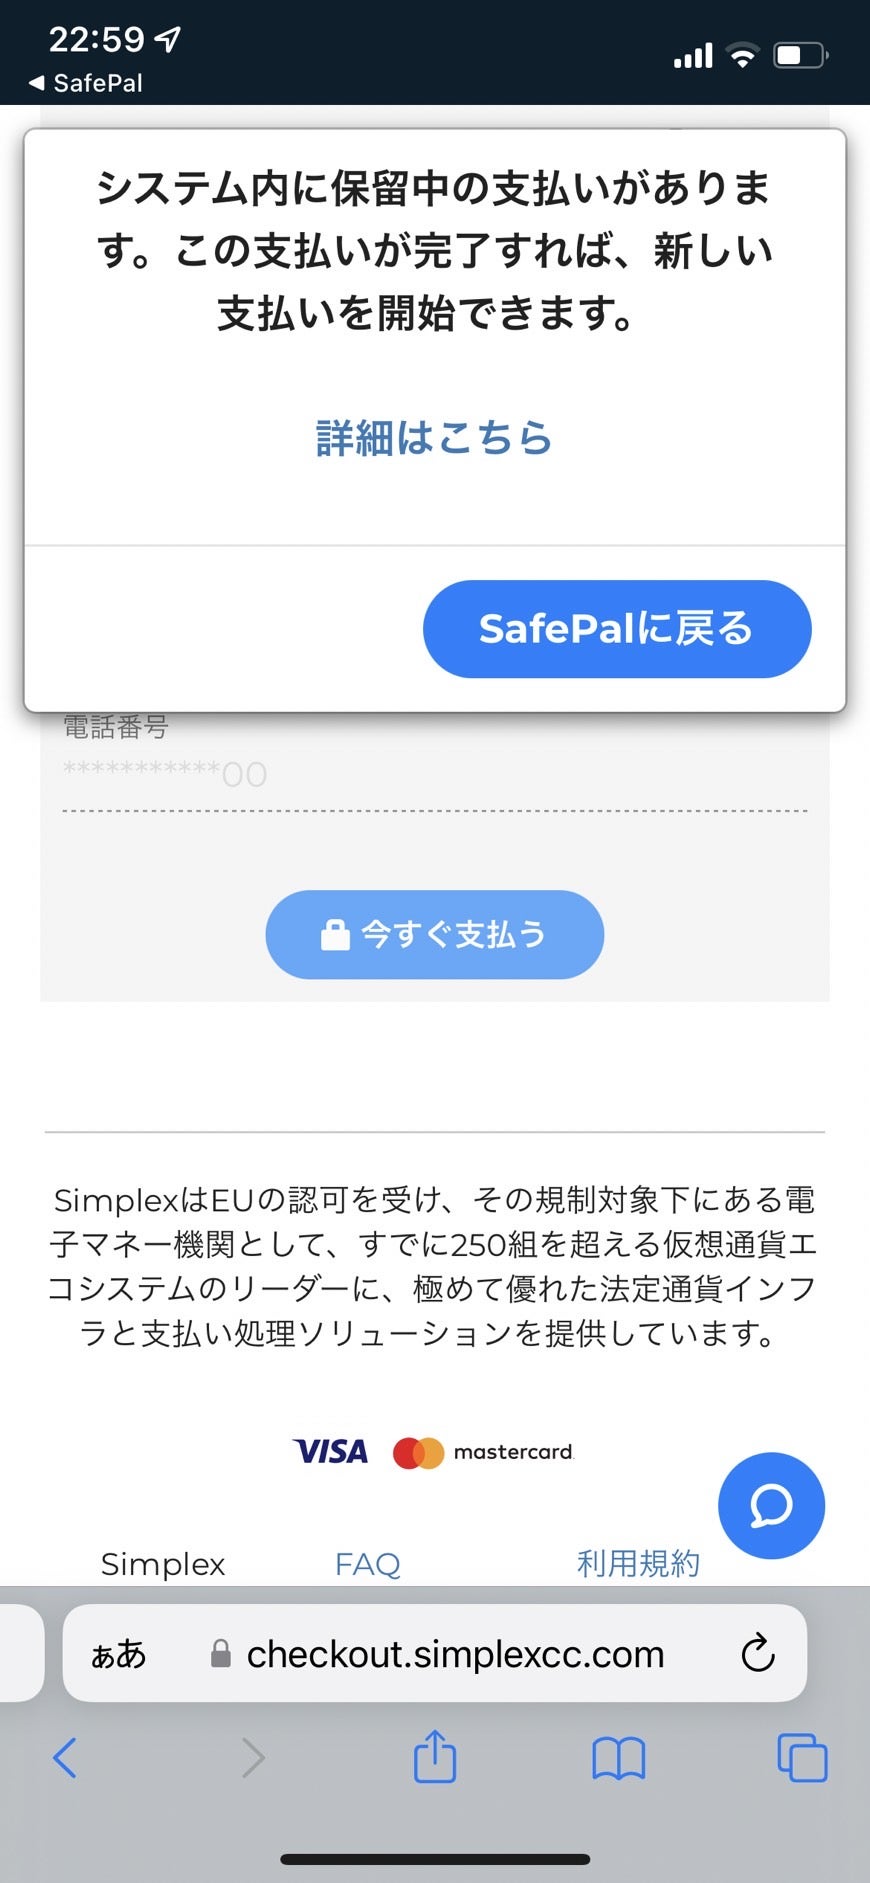 22:59
◀ SafePal
システム内に保留中の支払いがありま
す。この支払いが完了すれば、新しい
支払いを開始できます。
詳細はこちら
SafePalに戻る
電話番号
***********00
今すぐ支払う
SimplexはEUの認可を受け、その規制対象下にある電
子マネー機関として、すでに250組を超える仮想通貨エ
コシステムのリーダーに、極めて優れた法定通貨インフ
ラと支払い処理ソリューションを提供しています。
VISA mastercard
Simplex FAQ 利用規約
ぁあ checkout.simplexcc.com